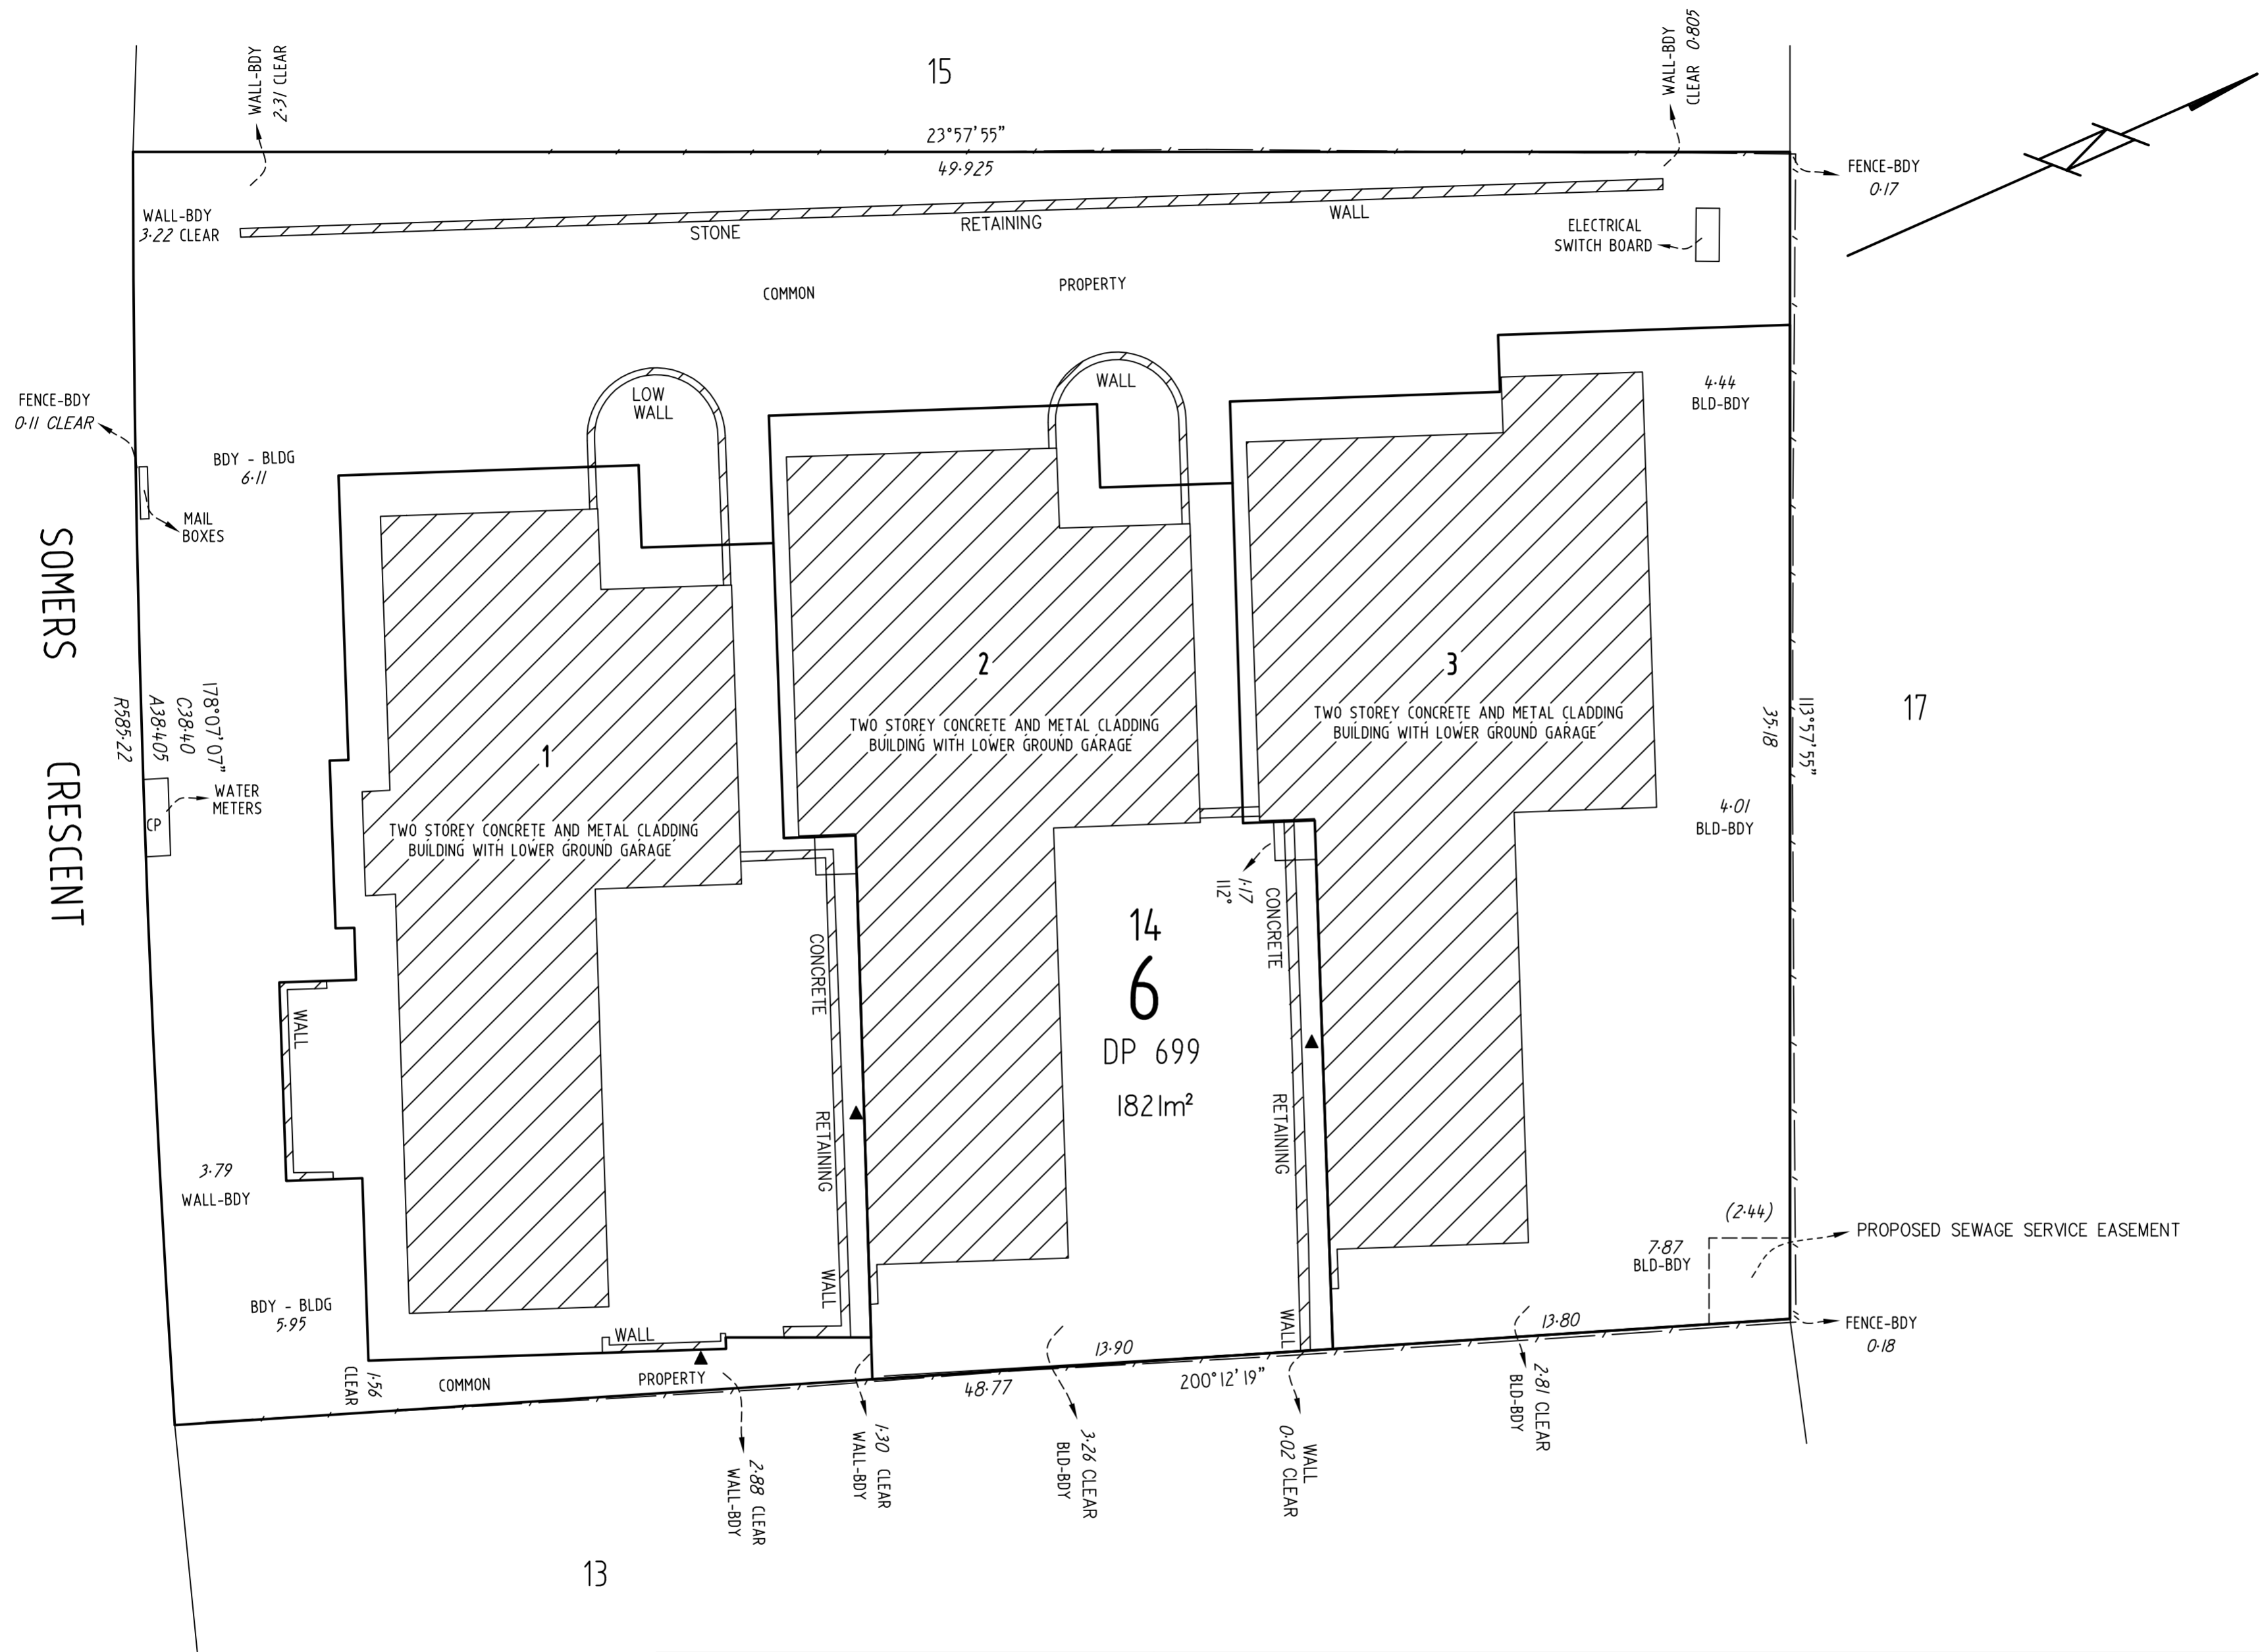 WALL-BDY
2·31 CLEAR
15
WALL-BDY
CLEAR 0·805
23°57'55"
49·925
FENCE-BDY
0·17
WALL-BDY
3·22 CLEAR
STONE RETAINING WALL
ELECTRICAL
SWITCH BOARD
COMMON PROPERTY
FENCE-BDY
0·11 CLEAR
BDY - BLDG
6·11
MAIL
BOXES
LOW
WALL
WALL
4·44
BLD-BDY
SOMERS CRESCENT
R585·22
A38·405
C38·40
178°07'07"
WATER
METERS
CP
1
TWO STOREY CONCRETE AND METAL CLADDING
BUILDING WITH LOWER GROUND GARAGE
2
TWO STOREY CONCRETE AND METAL CLADDING
BUILDING WITH LOWER GROUND GARAGE
3
TWO STOREY CONCRETE AND METAL CLADDING
BUILDING WITH LOWER GROUND GARAGE
35·18
113°57'55"
17
4·01
BLD-BDY
1·17
112°
CONCRETE RETAINING WALL
14
6
DP 699
1821m²
CONCRETE RETAINING WALL
WALL
3·79
WALL-BDY
BDY - BLDG
5·95
WALL
1·56
CLEAR
COMMON PROPERTY
(2·44)
PROPOSED SEWAGE SERVICE EASEMENT
7·87
BLD-BDY
FENCE-BDY
0·18
13·90
13·80
48·77
200°12'19"
2·88 CLEAR
WALL-BDY
1·30 CLEAR
WALL-BDY
3·26 CLEAR
BLD-BDY
WALL
0·02 CLEAR
2·81 CLEAR
BLD-BDY
13